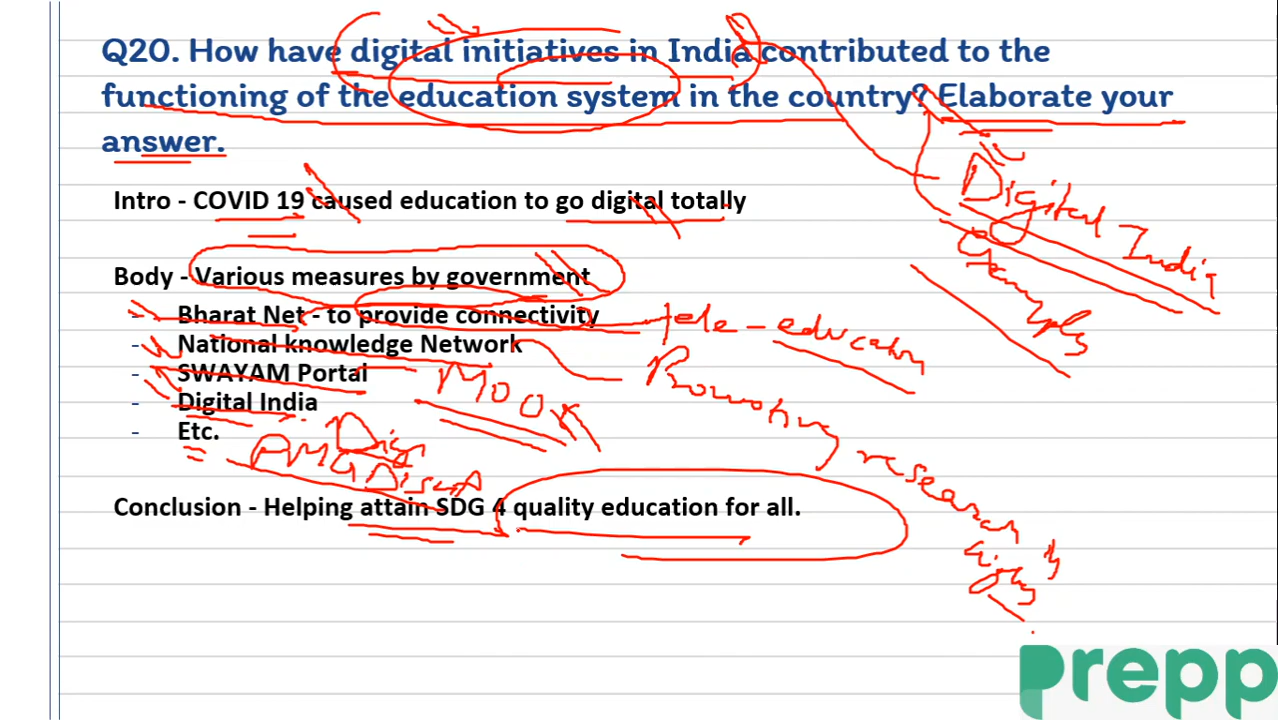 Q20. How have digital initiatives in India contributed to the
functioning of the education system in the country? Elaborate your
answer.
Intro - COVID 19 caused education to go digital totally
Digital India
Examples
Body - Various measures by government
- Bharat Net - to provide connectivity
tele-education
- National knowledge Network
Promoting research
- SWAYAM Portal
MOOC
- Digital India
- Etc.
Conclusion - Helping attain SDG 4 quality education for all.
prepp